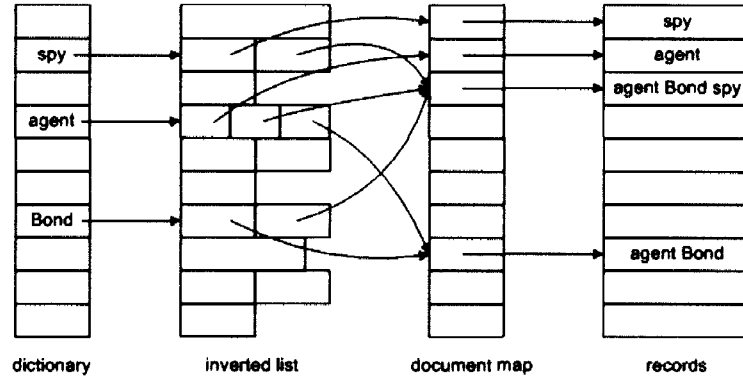 spy
spy
agent
agent Bond spy
agent
Bond
agent Bond
dictionary
inverted list
document map
records